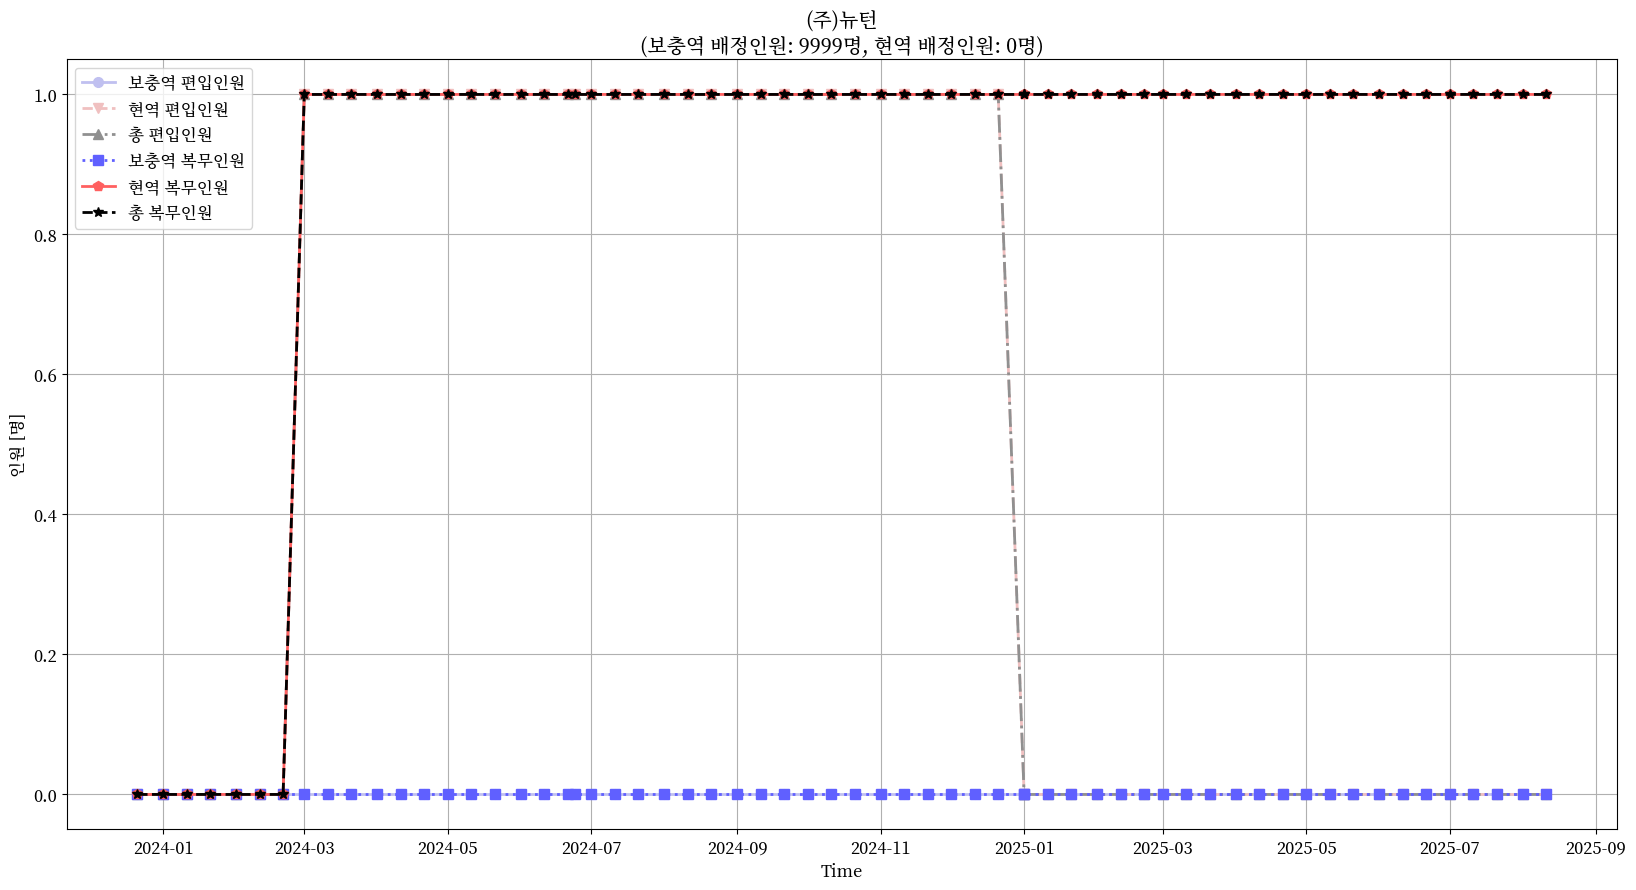 (주)뉴턴
(보충역 배정인원: 9999명, 현역 배정인원: 0명)
보충역 편입인원
현역 편입인원
총 편입인원
보충역 복무인원
현역 복무인원
총 복무인원
1.0
0.8
0.6
0.4
0.2
0.0
인원 [명]
2024-01
2024-03
2024-05
2024-07
2024-09
2024-11
2025-01
2025-03
2025-05
2025-07
2025-09
Time